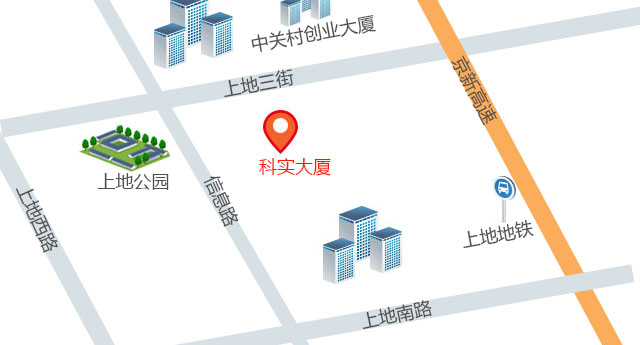 中关村创业大厦
上地三街
京新高速
科实大厦
上地公园
信息路
上地西路
上地地铁
上地南路